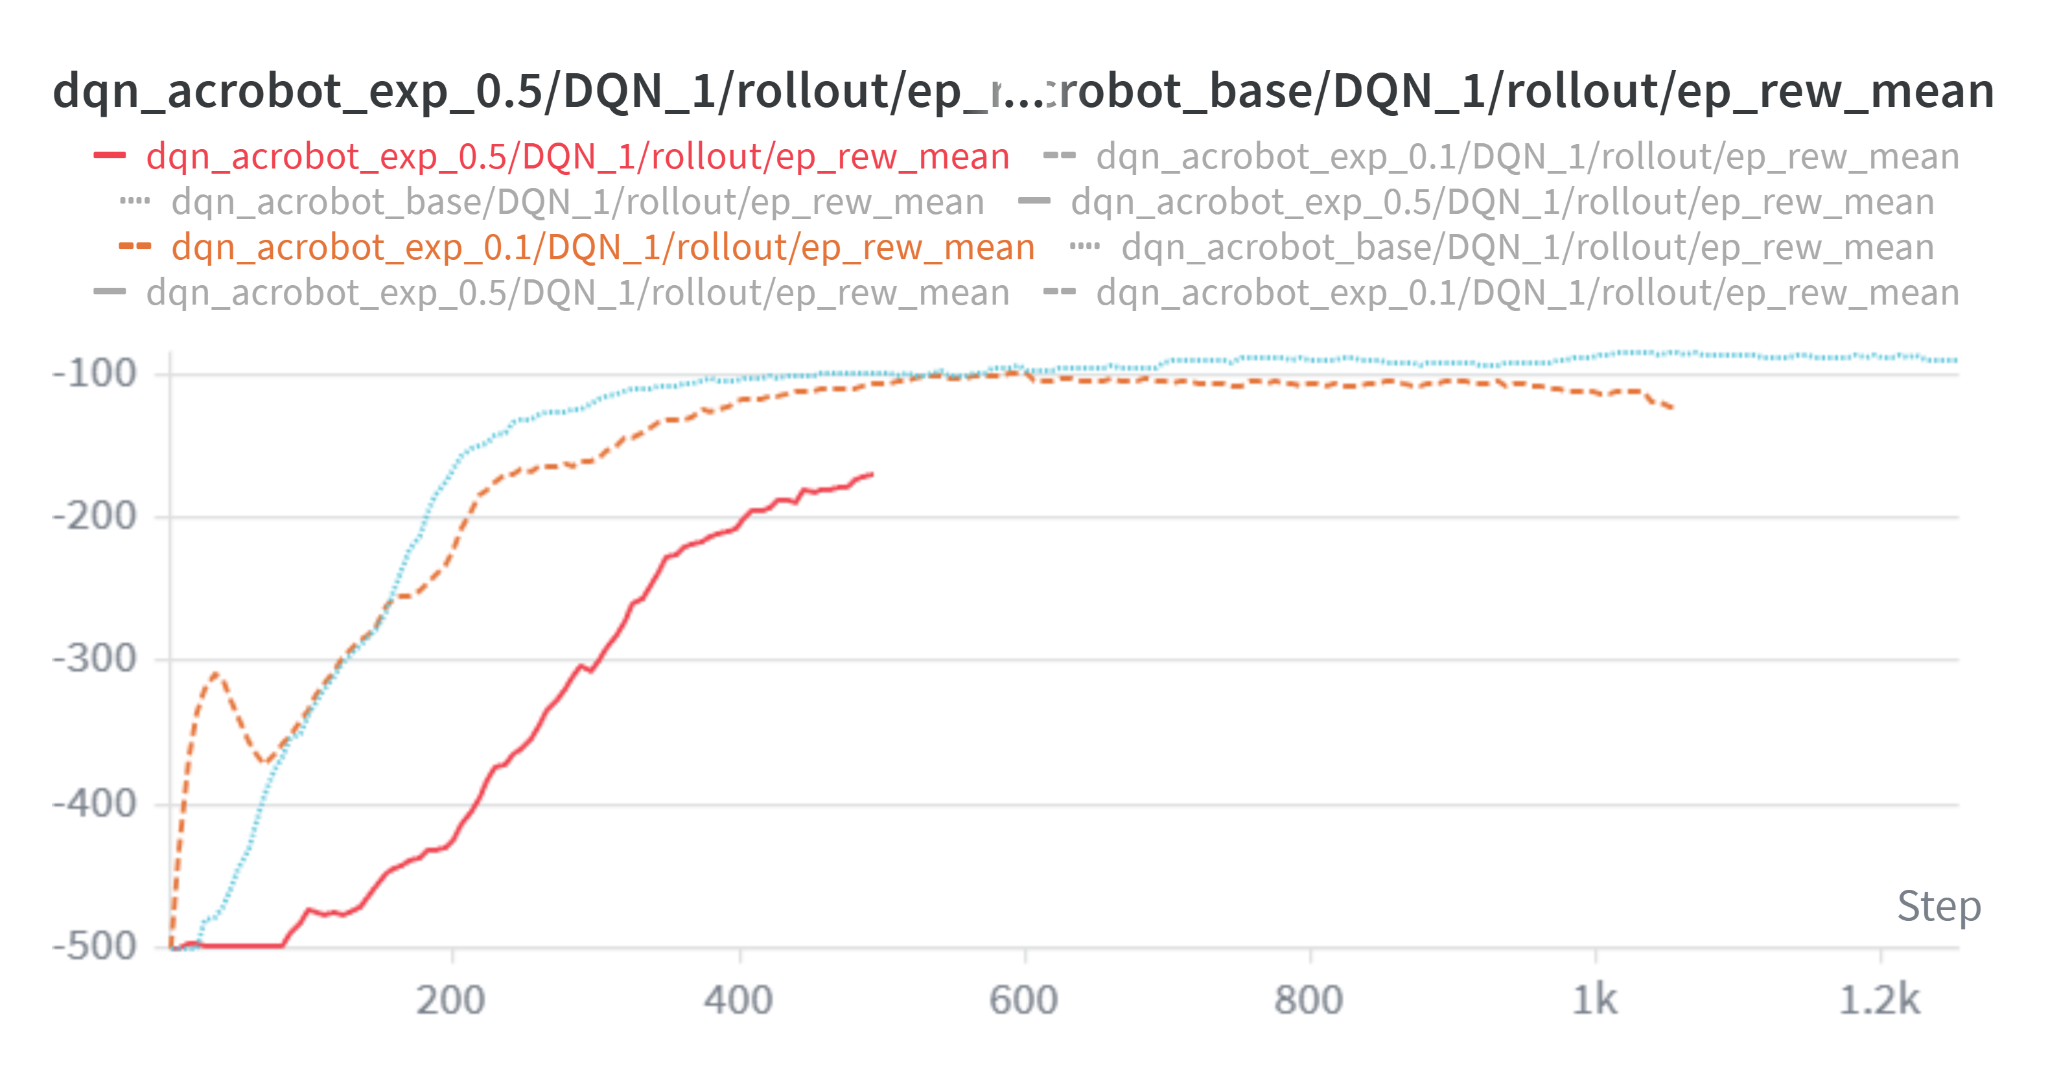 dqn_acrobot_exp_0.5/DQN_1/rollout/ep_r...crobot_base/DQN_1/rollout/ep_rew_mean
dqn_acrobot_exp_0.5/DQN_1/rollout/ep_rew_mean dqn_acrobot_exp_0.1/DQN_1/rollout/ep_rew_mean
dqn_acrobot_base/DQN_1/rollout/ep_rew_mean dqn_acrobot_exp_0.5/DQN_1/rollout/ep_rew_mean
dqn_acrobot_exp_0.1/DQN_1/rollout/ep_rew_mean dqn_acrobot_base/DQN_1/rollout/ep_rew_mean
dqn_acrobot_exp_0.5/DQN_1/rollout/ep_rew_mean dqn_acrobot_exp_0.1/DQN_1/rollout/ep_rew_mean
-100
-200
-300
-400
Step
-500
200 400 600 800 1k 1.2k